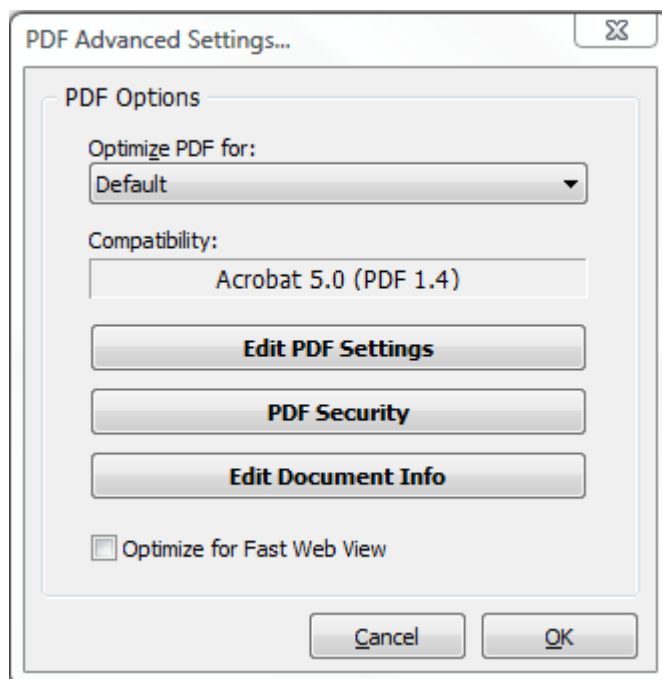 PDF Advanced Settings...
PDF Options
Optimize PDF for:
Default
Compatibility:
Acrobat 5.0 (PDF 1.4)
Edit PDF Settings
PDF Security
Edit Document Info
Optimize for Fast Web View
Cancel
OK